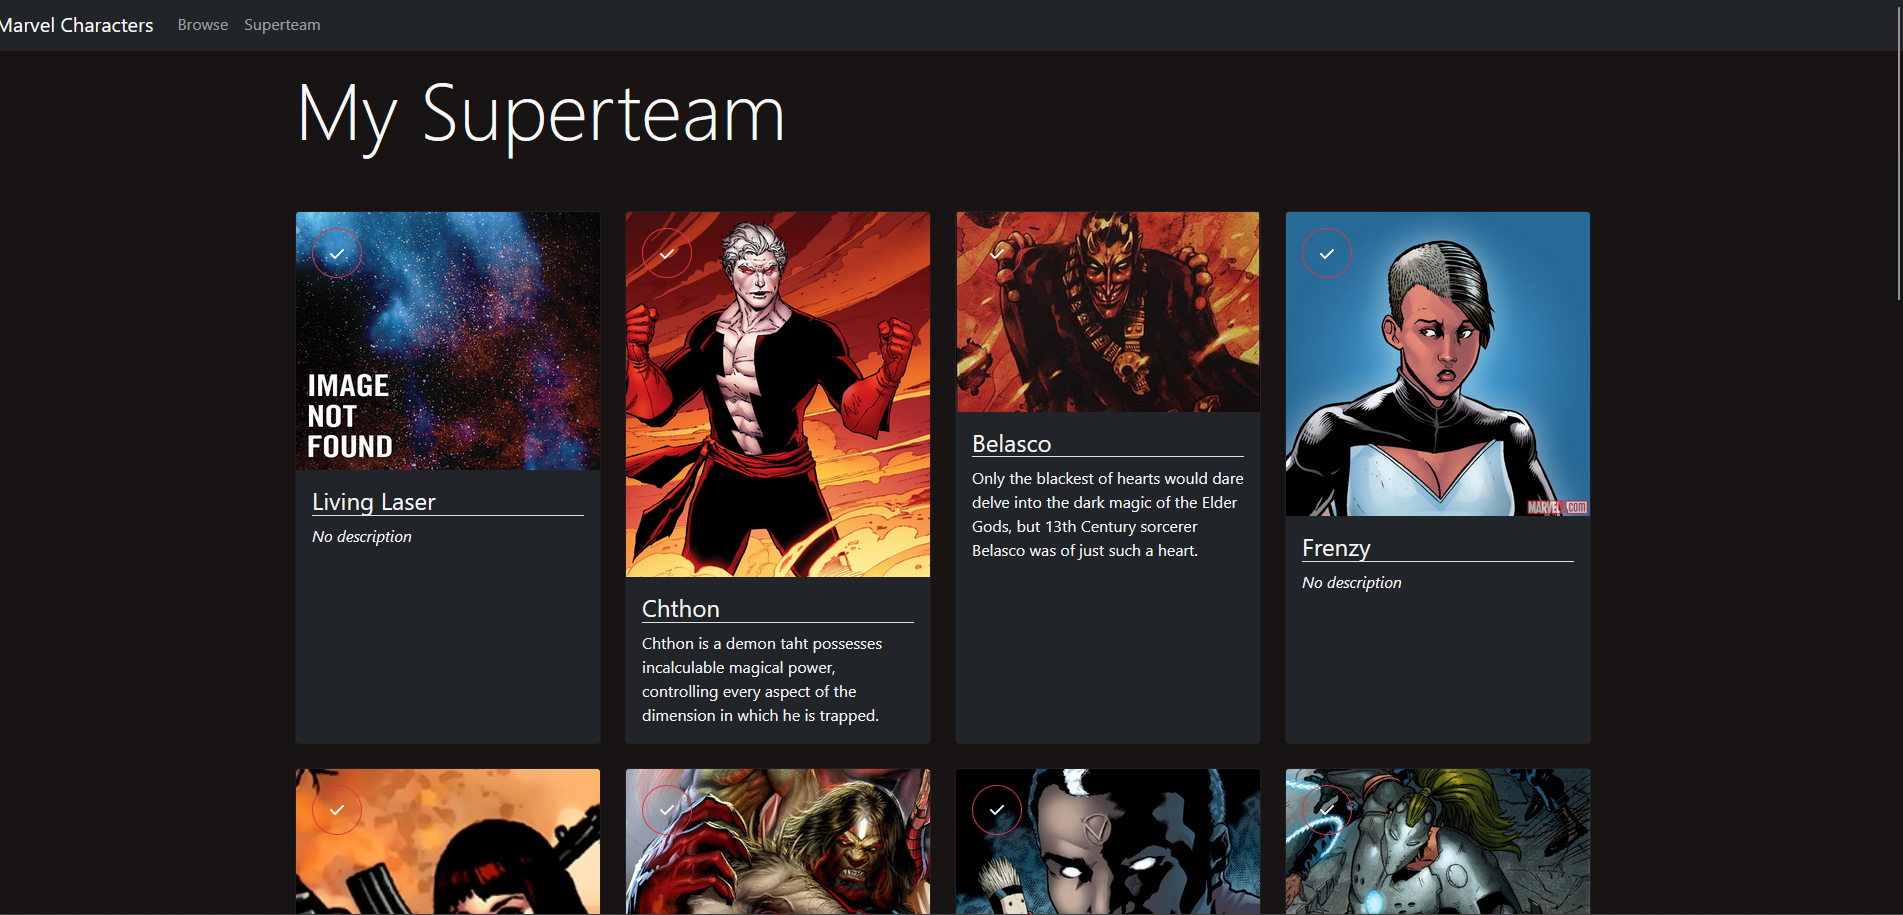 Marvel Characters Browse Superteam
My Superteam
IMAGE
NOT
FOUND
Living Laser
No description
Chthon
Chthon is a demon taht possesses
incalculable magical power,
controlling every aspect of the
dimension in which he is trapped.
Belasco
Only the blackest of hearts would dare
delve into the dark magic of the Elder
Gods, but 13th Century sorcerer
Belasco was of just such a heart.
MARVEL.com
Frenzy
No description